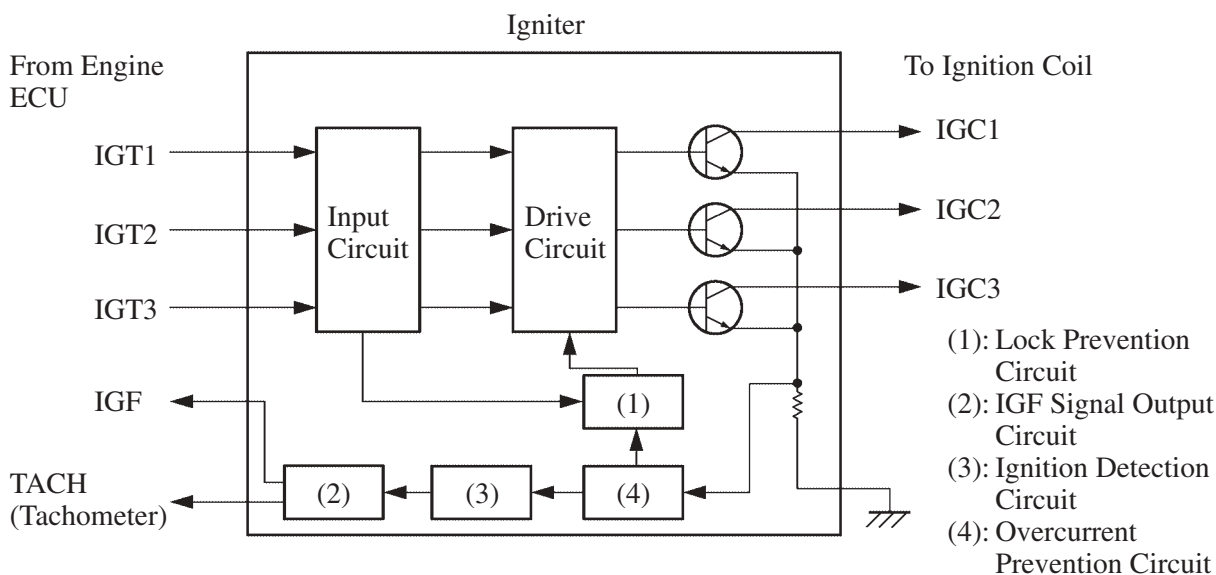 Igniter
From Engine
ECU
To Ignition Coil
IGT1
IGT2
IGT3
Input
Circuit
Drive
Circuit
IGC1
IGC2
IGC3
IGF
TACH
(Tachometer)
(1)
(2)
(3)
(4)
(1): Lock Prevention
Circuit
(2): IGF Signal Output
Circuit
(3): Ignition Detection
Circuit
(4): Overcurrent
Prevention Circuit